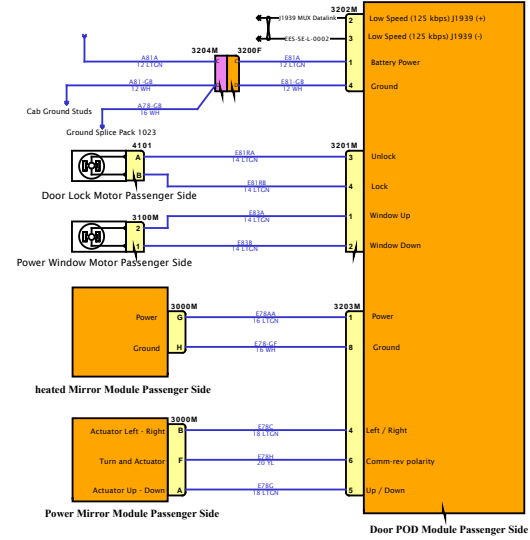 3202M
J1939 MUX Datalink
2 Low Speed (125 kbps) J1939 (+)
EES-SE-L-0002
3 Low Speed (125 kbps) J1939 (-)
3204M 3200F
A81A
12 LTGN
C C
E81A
12 LTGN
1 Battery Power
A81-GB
12 WH
E81-GB
12 WH
4 Ground
A78-GB
16 WH
Cab Ground Studs
Ground Splice Pack 1023
4101
3201M
A
E81RA
14 LTGN
3 Unlock
B
E81RB
14 LTGN
4 Lock
Door Lock Motor Passenger Side
3100M
2
E83A
14 LTGN
1 Window Up
1
E83B
14 LTGN
2 Window Down
Power Window Motor Passenger Side
3000M
3203M
Power G
E78AA
16 LTGN
1 Power
Ground H
E78-GF
16 WH
8 Ground
heated Mirror Module Passenger Side
3000M
Actuator Left - Right B
E78C
18 LTGN
4 Left / Right
Turn and Actuator F
E78H
20 YL
6 Comm-rev polarity
Actuator Up - Down A
E78G
18 LTGN
5 Up / Down
Power Mirror Module Passenger Side
Door POD Module Passenger Side